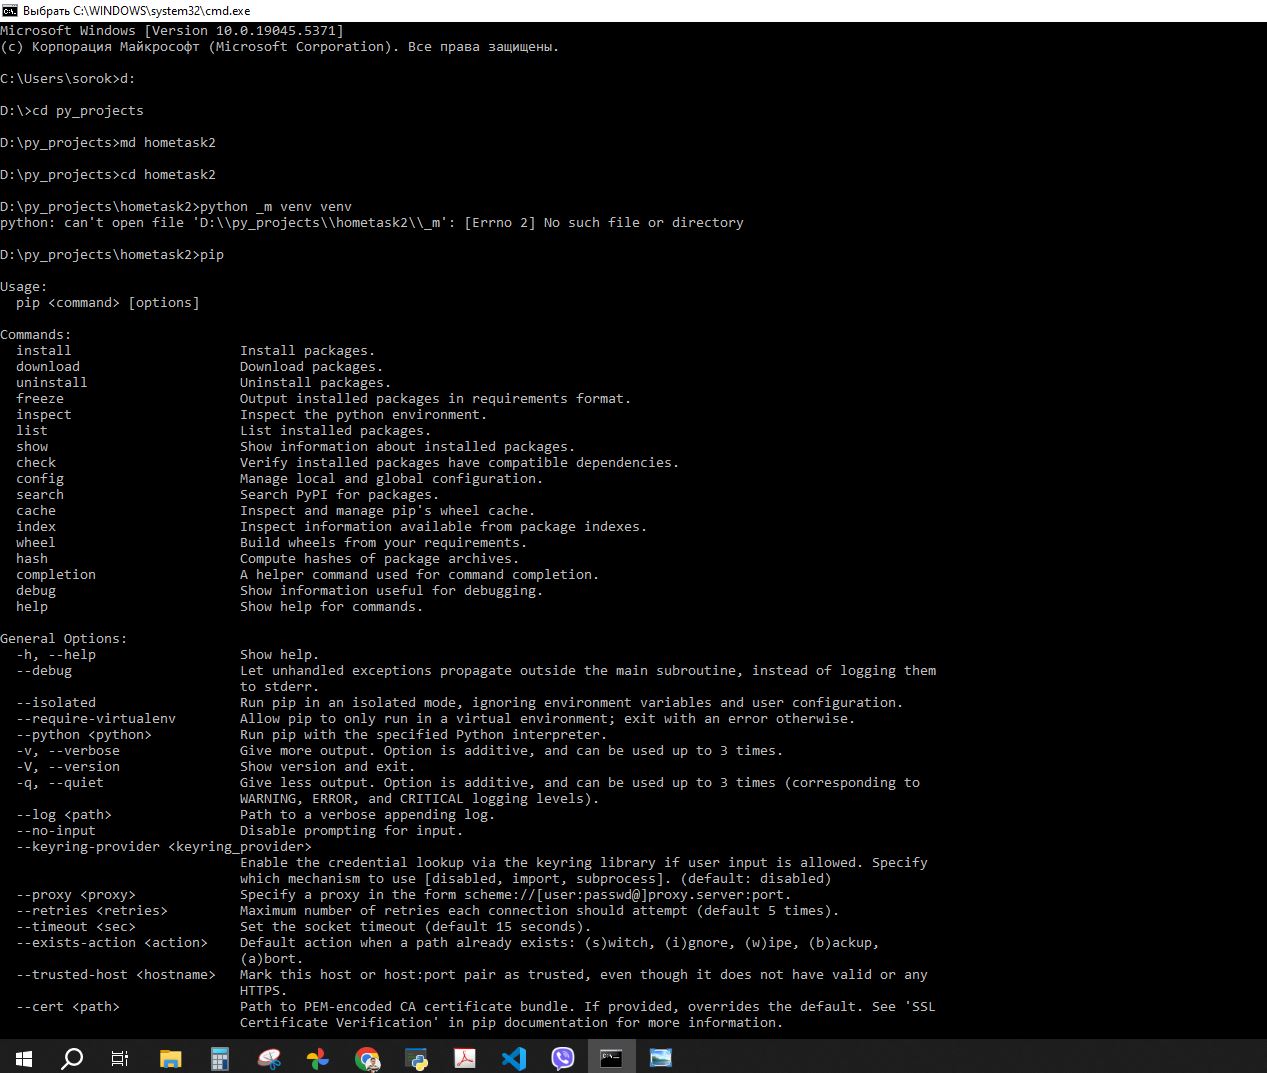 Выбрать C:\WINDOWS\system32\cmd.exe
Microsoft Windows [Version 10.0.19045.5371]
(c) Корпорация Майкрософт (Microsoft Corporation). Все права защищены.
C:\Users\sorok>d:
D:\>cd py_projects
D:\py_projects>md hometask2
D:\py_projects>cd hometask2
D:\py_projects\hometask2>python _m venv venv
python: can't open file 'D:\\py_projects\\hometask2\\_m': [Errno 2] No such file or directory
D:\py_projects\hometask2>pip
Usage:
  pip <command> [options]
Commands:
  install                     Install packages.
  download                    Download packages.
  uninstall                   Uninstall packages.
  freeze                      Output installed packages in requirements format.
  inspect                     Inspect the python environment.
  list                        List installed packages.
  show                        Show information about installed packages.
  check                       Verify installed packages have compatible dependencies.
  config                      Manage local and global configuration.
  search                      Search PyPI for packages.
  cache                       Inspect and manage pip's wheel cache.
  index                       Inspect information available from package indexes.
  wheel                       Build wheels from your requirements.
  hash                        Compute hashes of package archives.
  completion                  A helper command used for command completion.
  debug                       Show information useful for debugging.
  help                        Show help for commands.
General Options:
  -h, --help                  Show help.
  --debug                     Let unhandled exceptions propagate outside the main subroutine, instead of logging them
                              to stderr.
  --isolated                  Run pip in an isolated mode, ignoring environment variables and user configuration.
  --require-virtualenv        Allow pip to only run in a virtual environment; exit with an error otherwise.
  --python <python>           Run pip with the specified Python interpreter.
  -v, --verbose               Give more output. Option is additive, and can be used up to 3 times.
  -V, --version               Show version and exit.
  -q, --quiet                 Give less output. Option is additive, and can be used up to 3 times (corresponding to
                              WARNING, ERROR, and CRITICAL logging levels).
  --log <path>                Path to a verbose appending log.
  --no-input                  Disable prompting for input.
  --keyring-provider <keyring_provider>
                              Enable the credential lookup via the keyring library if user input is allowed. Specify
                              which mechanism to use [disabled, import, subprocess]. (default: disabled)
  --proxy <proxy>             Specify a proxy in the form scheme://[user:passwd@]proxy.server:port.
  --retries <retries>         Maximum number of retries each connection should attempt (default 5 times).
  --timeout <sec>             Set the socket timeout (default 15 seconds).
  --exists-action <action>    Default action when a path already exists: (s)witch, (i)gnore, (w)ipe, (b)ackup,
                              (a)bort.
  --trusted-host <hostname>   Mark this host or host:port pair as trusted, even though it does not have valid or any
                              HTTPS.
  --cert <path>               Path to PEM-encoded CA certificate bundle. If provided, overrides the default. See 'SSL
                              Certificate Verification' in pip documentation for more information.